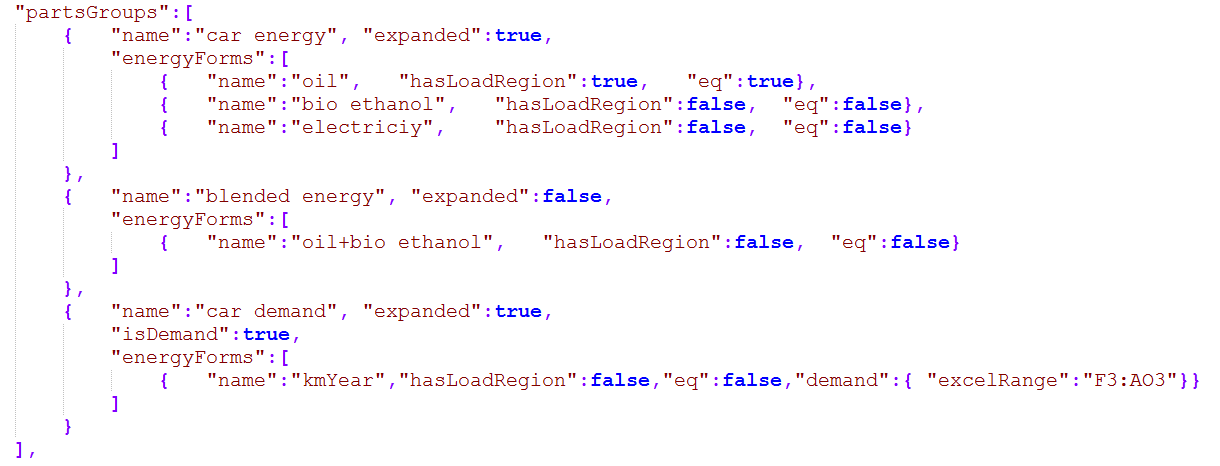 "partsGroups":[
{ "name":"car energy", "expanded":true,
"energyForms":[
{ "name":"oil", "hasLoadRegion":true, "eq":true},
{ "name":"bio ethanol", "hasLoadRegion":false, "eq":false},
{ "name":"electriciy", "hasLoadRegion":false, "eq":false}
]
},
{ "name":"blended energy", "expanded":false,
"energyForms":[
{ "name":"oil+bio ethanol", "hasLoadRegion":false, "eq":false}
]
},
{ "name":"car demand", "expanded":true,
"isDemand":true,
"energyForms":[
{ "name":"kmYear","hasLoadRegion":false,"eq":false,"demand":{ "excelRange":"F3:AO3"}}
]
}
],